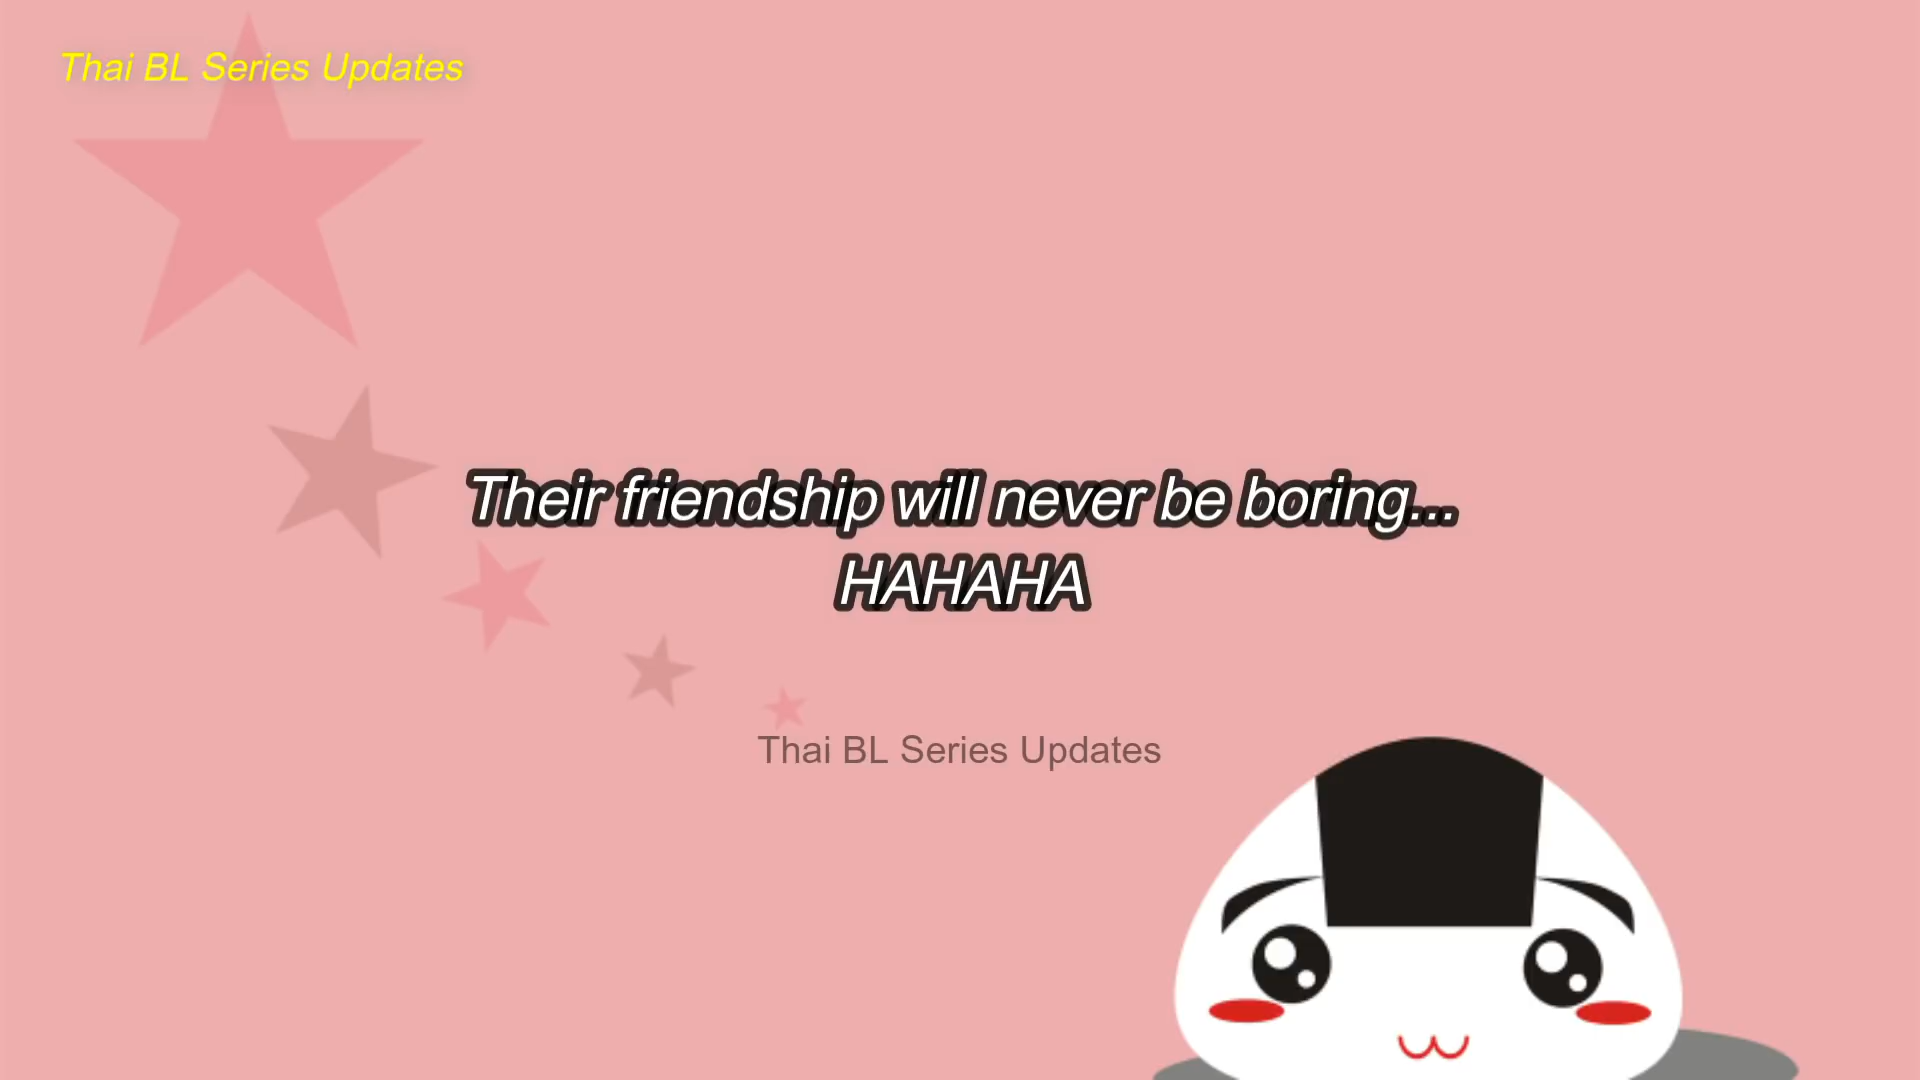 Thai BL Series Updates
Their friendship will never be boring...
HAHAHA
Thai BL Series Updates